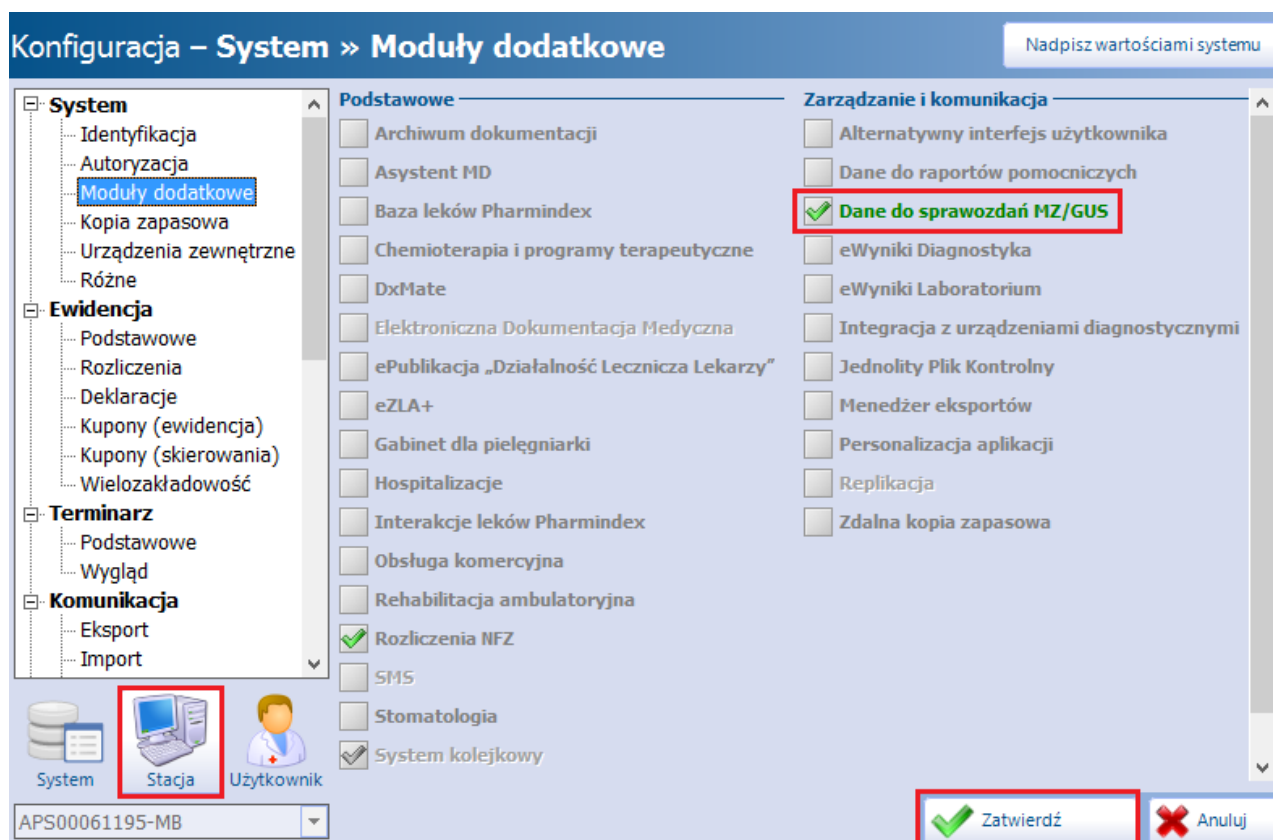 Konfiguracja – System » Moduły dodatkowe
Nadpisz wartościami systemu
System
Identyfikacja
Autoryzacja
Moduły dodatkowe
Kopia zapasowa
Urządzenia zewnętrzne
Różne
Ewidencja
Podstawowe
Rozliczenia
Deklaracje
Kupony (ewidencja)
Kupony (skierowania)
Wielozakładowość
Terminarz
Podstawowe
Wygląd
Komunikacja
Eksport
Import
System
Stacja
Użytkownik
APS00061195-MB
Podstawowe
Archiwum dokumentacji
Asystent MD
Baza leków Pharmindex
Chemioterapia i programy terapeutyczne
DxMate
Elektroniczna Dokumentacja Medyczna
ePublikacja „Działalność Lecznicza Lekarzy”
eZLA+
Gabinet dla pielęgniarki
Hospitalizacje
Interakcje leków Pharmindex
Obsługa komercyjna
Rehabilitacja ambulatoryjna
Rozliczenia NFZ
SMS
Stomatologia
System kolejkowy
Zarządzanie i komunikacja
Alternatywny interfejs użytkownika
Dane do raportów pomocniczych
Dane do sprawozdań MZ/GUS
eWyniki Diagnostyka
eWyniki Laboratorium
Integracja z urządzeniami diagnostycznymi
Jednolity Plik Kontrolny
Menedżer eksportów
Personalizacja aplikacji
Replikacja
Zdalna kopia zapasowa
Zatwierdź
Anuluj